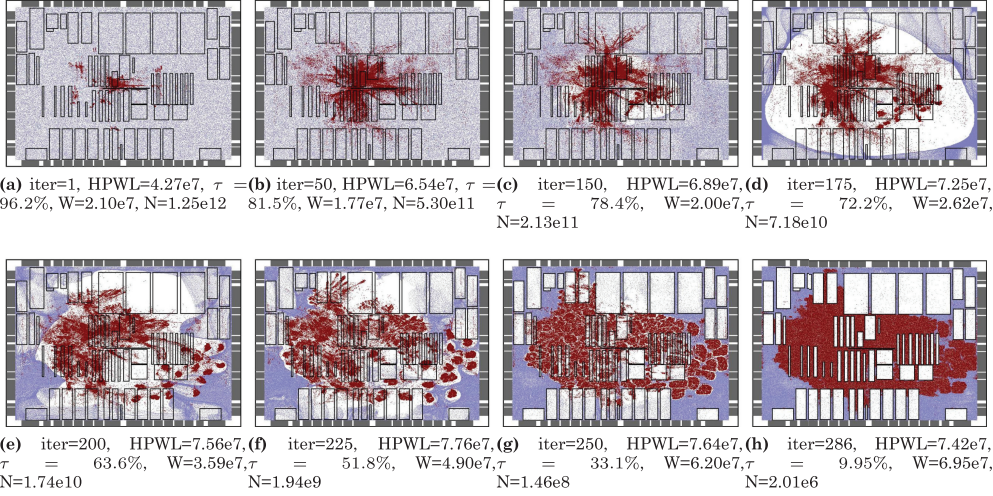 (a) iter=1, HPWL=4.27e7, τ =
96.2%, W=2.10e7, N=1.25e12
(b) iter=50, HPWL=6.54e7, τ =
81.5%, W=1.77e7, N=5.30e11
(c) iter=150, HPWL=6.89e7,
τ = 78.4%, W=2.00e7,
N=2.13e11
(d) iter=175, HPWL=7.25e7,
τ = 72.2%, W=2.62e7,
N=7.18e10
(e) iter=200, HPWL=7.56e7,
τ = 63.6%, W=3.59e7,
N=1.74e10
(f) iter=225, HPWL=7.76e7,
τ = 51.8%, W=4.90e7,
N=1.94e9
(g) iter=250, HPWL=7.64e7,
τ = 33.1%, W=6.20e7,
N=1.46e8
(h) iter=286, HPWL=7.42e7,
τ = 9.95%, W=6.95e7,
N=2.01e6